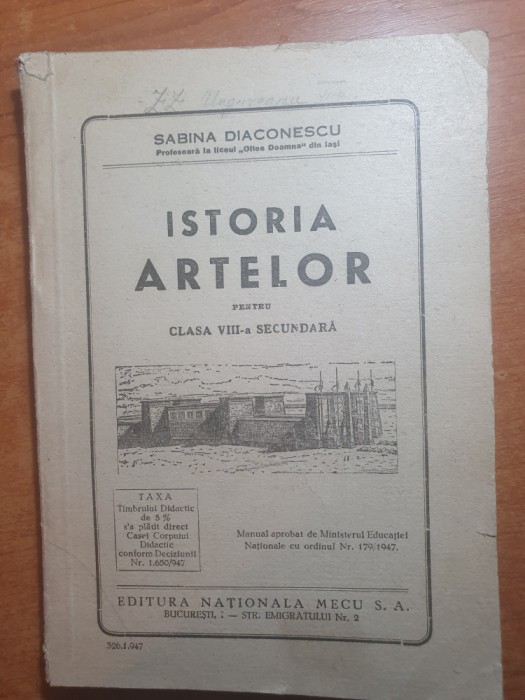 Ungureanu
SABINA DIACONESCU
Profesoară la liceul „Oltea Doamna" din Iași
ISTORIA
ARTELOR
PENTRU
CLASA VIII-a SECUNDARĂ
TAXA
Timbrului Didactic
de 5 %
s'a plătit direct
Casei Corpului
Didactic
conform Deciziunii
Nr. 1.650/947
Manual aprobat de Ministerul Educației
Naționale cu ordinul Nr. 179/1947.
EDITURA NAȚIONALA MECU S. A.
BUCUREȘTI, : — STR. EMIGRATULUI Nr. 2
326.1.947